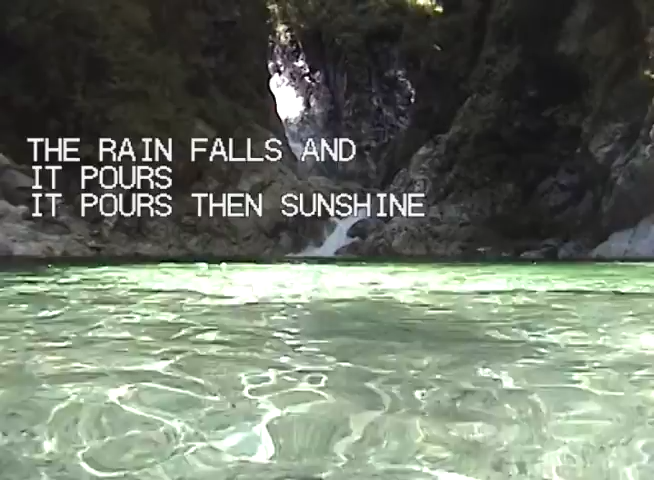 THE RAIN FALLS AND
IT POURS
IT POURS THEN SUNSHINE